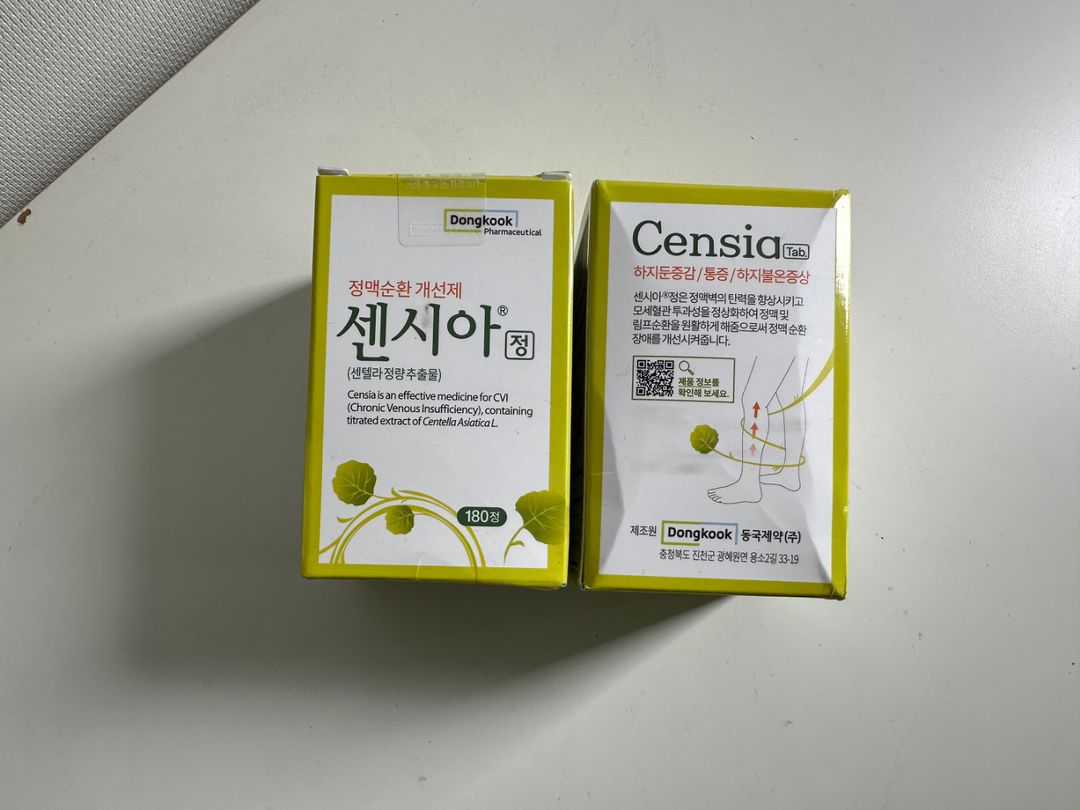 Dongkook
Pharmaceutical
정맥순환 개선제
센시아®
정
(센텔라 정량 추출물)
Censia is an effective medicine for CVI
(Chronic Venous Insufficiency), containing
titrated extract of Centella Asiatica L.
180정
Censia Tab.
하지둔중감 / 통증 / 하지불온증상
센시아®정은 정맥벽의 탄력을 향상시키고
모세혈관 투과성을 정상화하여 정맥 및
림프순환을 원활하게 해줌으로써 정맥 순환
장애를 개선시켜줍니다.
제품 정보를
확인해 보세요.
제조원 Dongkook 동국제약(주)
충청북도 진천군 광혜원면 용소2길 33-19